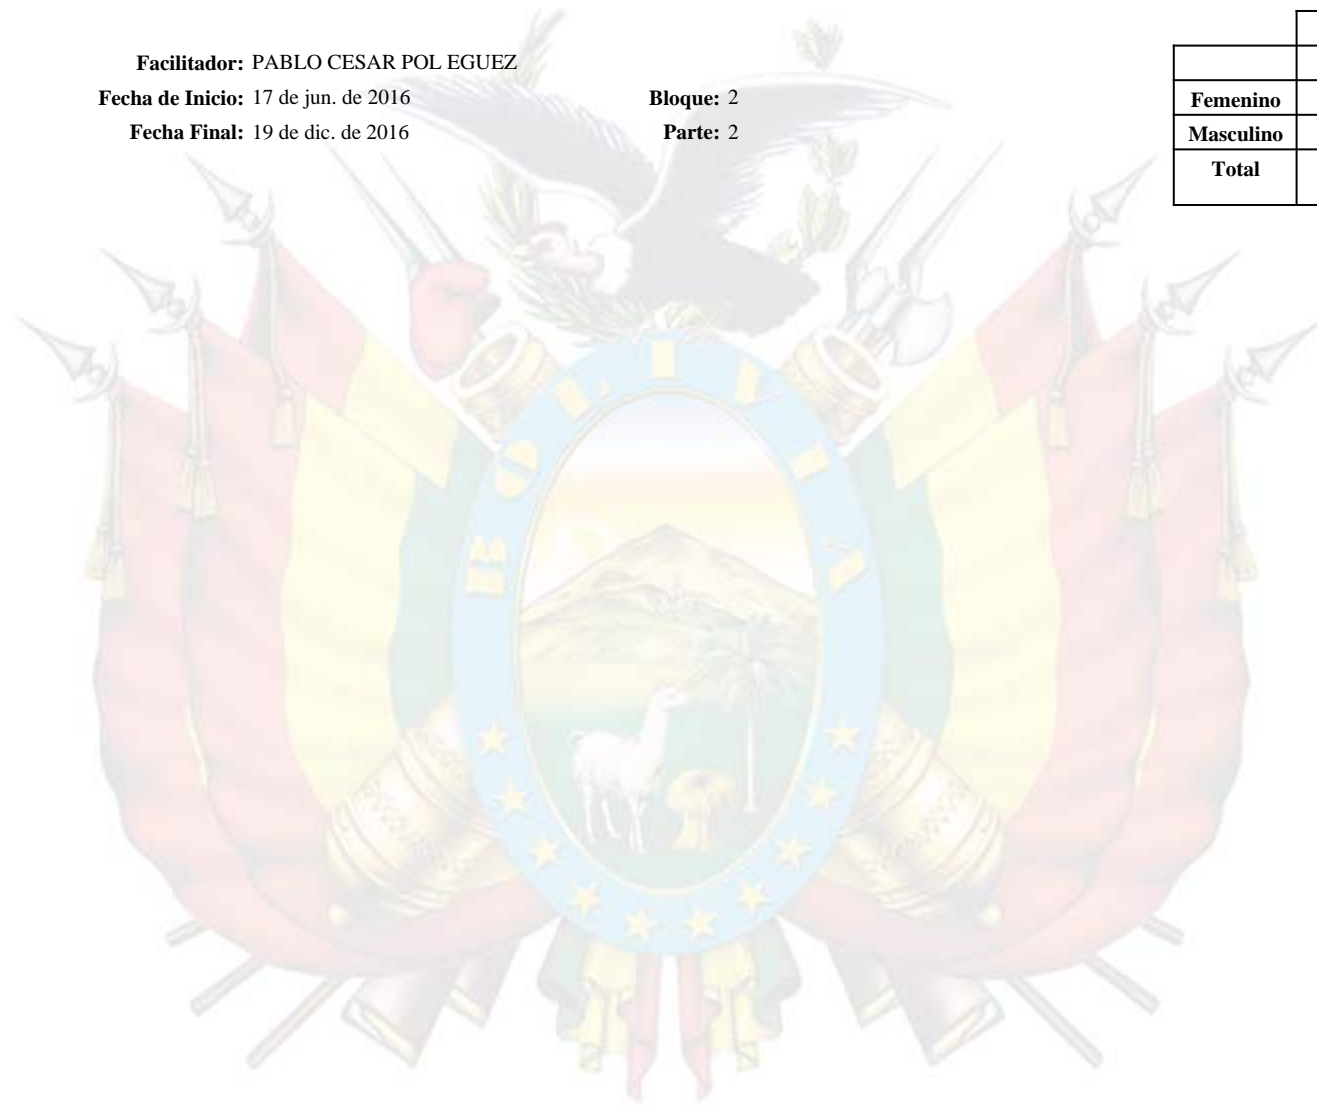 Facilitador: PABLO CESAR POL EGUEZ
Fecha de Inicio: 17 de jun. de 2016 Bloque: 2
Fecha Final: 19 de dic. de 2016 Parte: 2
Femenino
Masculino
Total
BOLIVIA